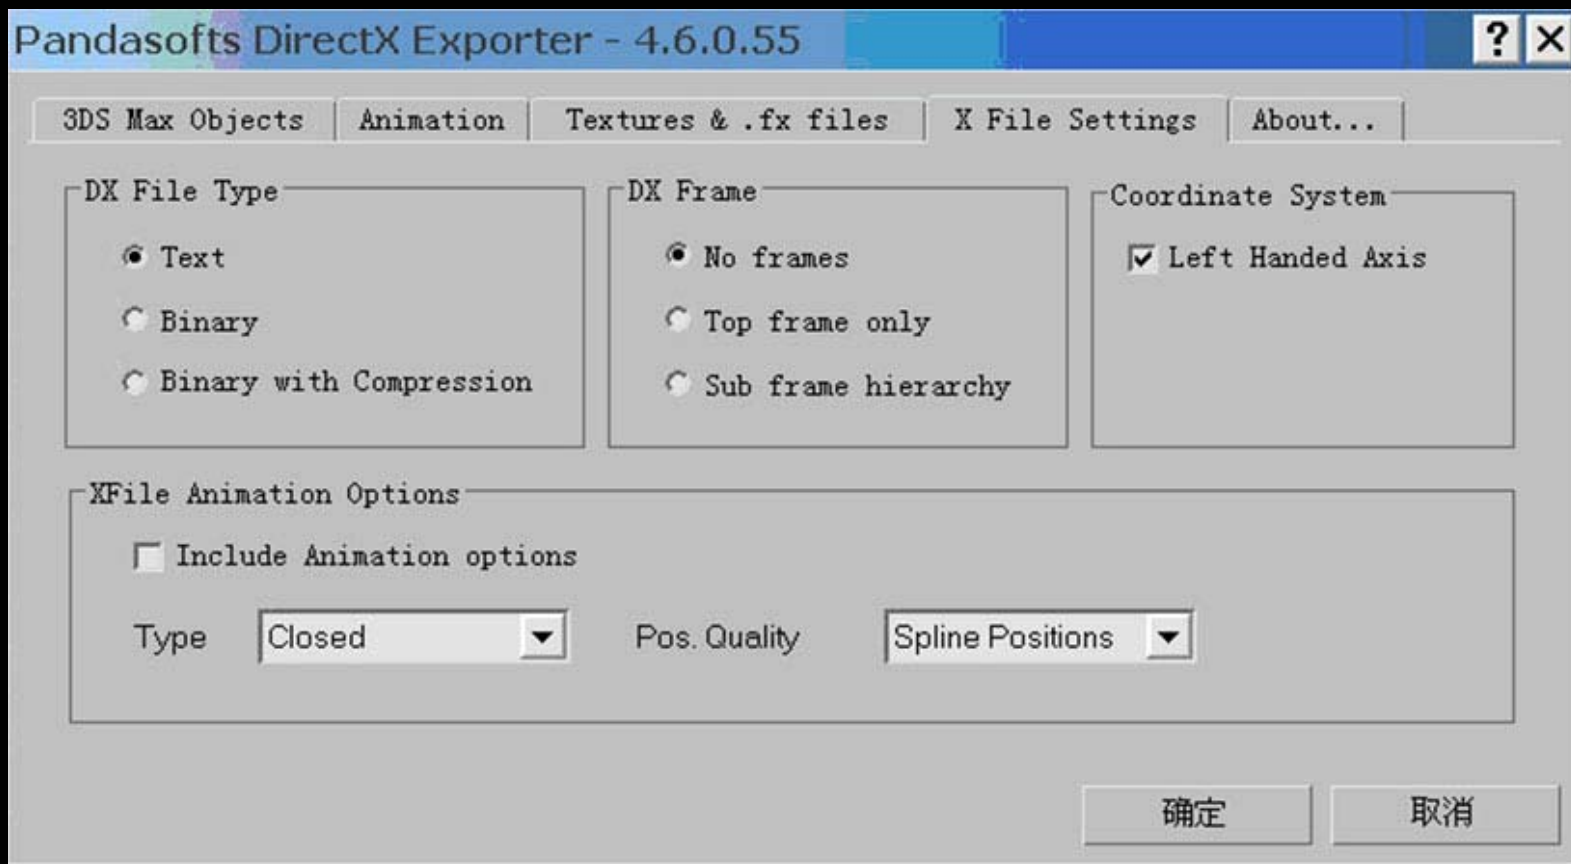 Pandasofts DirectX Exporter - 4.6.0.55
3DS Max Objects Animation Textures & .fx files X File Settings About...
DX File Type DX Frame Coordinate System
Text No frames Left Handed Axis
Binary Top frame only
Binary with Compression Sub frame hierarchy
XFile Animation Options
Include Animation options
Type Closed Pos. Quality Spline Positions
确定 取消